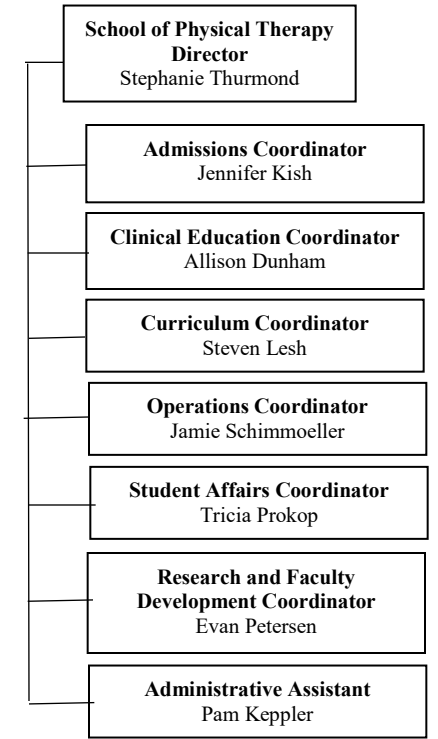 School of Physical Therapy
Director
Stephanie Thurmond
Admissions Coordinator
Jennifer Kish
Clinical Education Coordinator
Allison Dunham
Curriculum Coordinator
Steven Lesh
Operations Coordinator
Jamie Schimmoeller
Student Affairs Coordinator
Tricia Prokop
Research and Faculty
Development Coordinator
Evan Petersen
Administrative Assistant
Pam Keppler